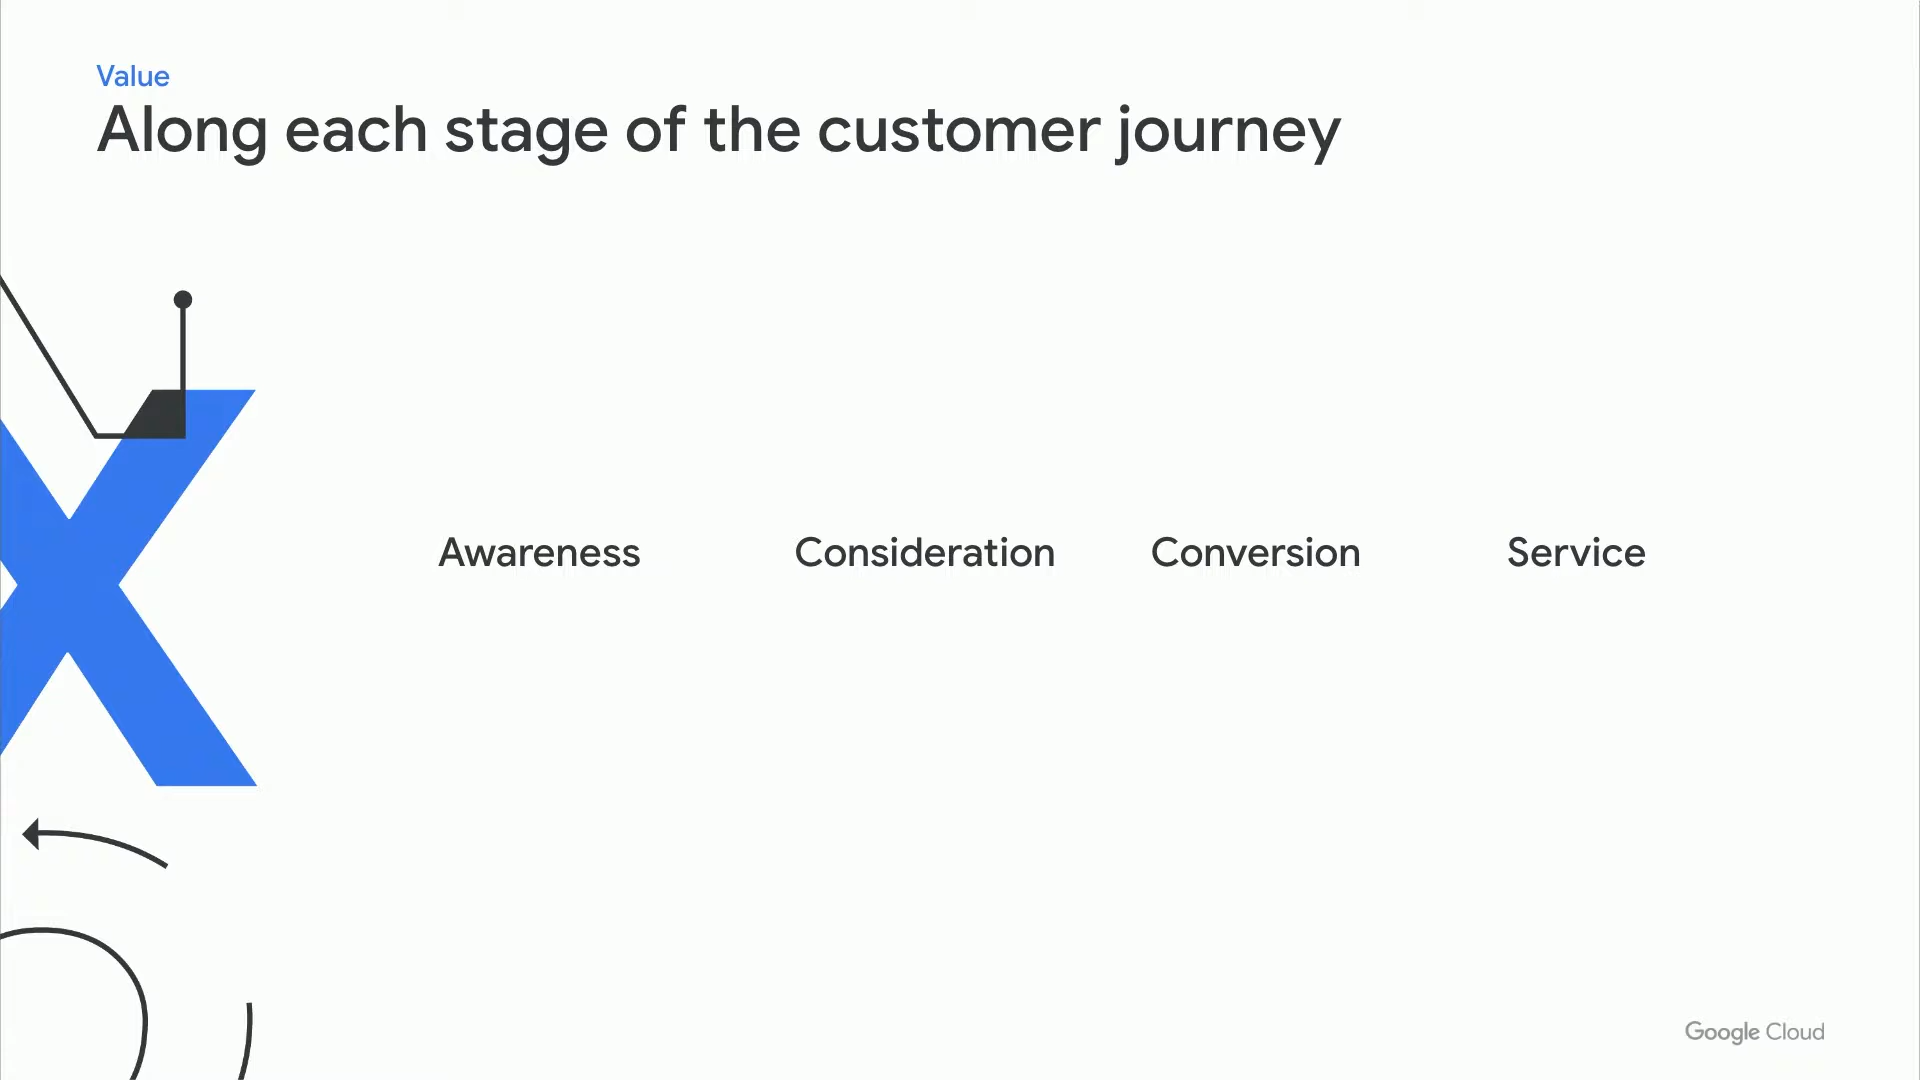 Value
Along each stage of the customer journey
Awareness Consideration Conversion Service
Google Cloud